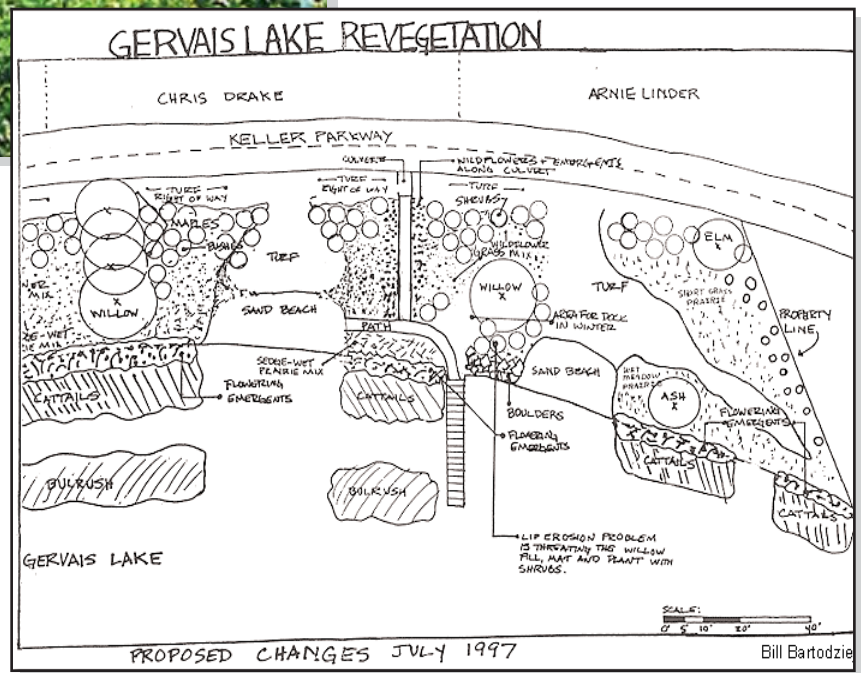 GERVAIS LAKE REVEGETATION
CHRIS DRAKE
ARNIE LINDER
KELLER PARKWAY
CULVERT
WILDFLOWERS + EMERGENTS
ALONG CULVERT
TURF
RIGHT OF WAY
TURF
RIGHT OF WAY
TURF
SHRUBS
MAPLES
BUSHES
TURF
WILDFLOWER
GRASS MIX
ELM
WILLOW
WILLOW
TURF
SHORT GRASS
PRAIRIE
PROPERTY
LINE
MIX
SAND BEACH
AREA FOR DOCK
IN WINTER
PATH
WET
MIX
SEDGE-WET
PRAIRIE MIX
SAND BEACH
WET
MEADOW
PRAIRIE
ASH
CATTAILS
FLOWERING
EMERGENTS
CATTAILS
BOULDERS
FLOWERING
EMERGENTS
FLOWERING
EMERGENTS
CATTAILS
BULRUSH
BULRUSH
CATTAILS
GERVAIS LAKE
LIP EROSION PROBLEM
IS THREATING THE WILLOW
FILL, MAT AND PLANT WITH
SHRUBS.
SCALE:
0' 5 10' 20' 40'
PROPOSED CHANGES JULY 1997
Bill Bartodzie